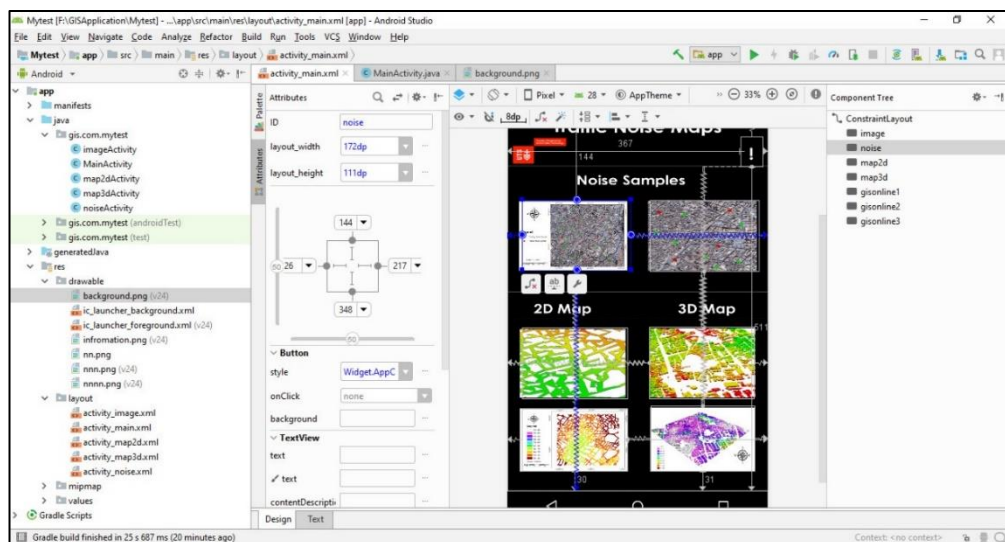 Mytest [F:\GISApplication\Mytest] - ...\app\src\main\res\layout\activity_main.xml [app] - Android Studio
File Edit View Navigate Code Analyze Refactor Build Run Tools VCS Window Help
Mytest app src main res layout activity_main.xml app
Android activity_main.xml MainActivity.java background.png
app
manifests
java
gis.com.mytest
imageActivity
MainActivity
map2dActivity
map3dActivity
noiseActivity
gis.com.mytest (androidTest)
gis.com.mytest (test)
generatedJava
res
drawable
background.png (v24)
ic_launcher_background.xml
ic_launcher_foreground.xml (v24)
infromation.png (v24)
nn.png
nnn.png
nnnn.png
layout
activity_image.xml
activity_main.xml
activity_map2d.xml
activity_map3d.xml
activity_noise.xml
mipmap
values
Gradle Scripts
Palette
Attributes
Attributes
ID noise
layout_width 172dp
layout_height 111dp
144
50 26 217
348
50
Button
style Widget.AppC
onClick none
background
TextView
text
text
contentDescripti
Design Text
Pixel 28 AppTheme 33%
8dp
Traffic Noise Maps
367
144
!
Noise Samples
2D Map 3D Map
511
30 31
Component Tree
ConstraintLayout
image
noise
map2d
map3d
gisonline1
gisonline2
gisonline3
Gradle build finished in 25 s 687 ms (20 minutes ago) Context: <no context>